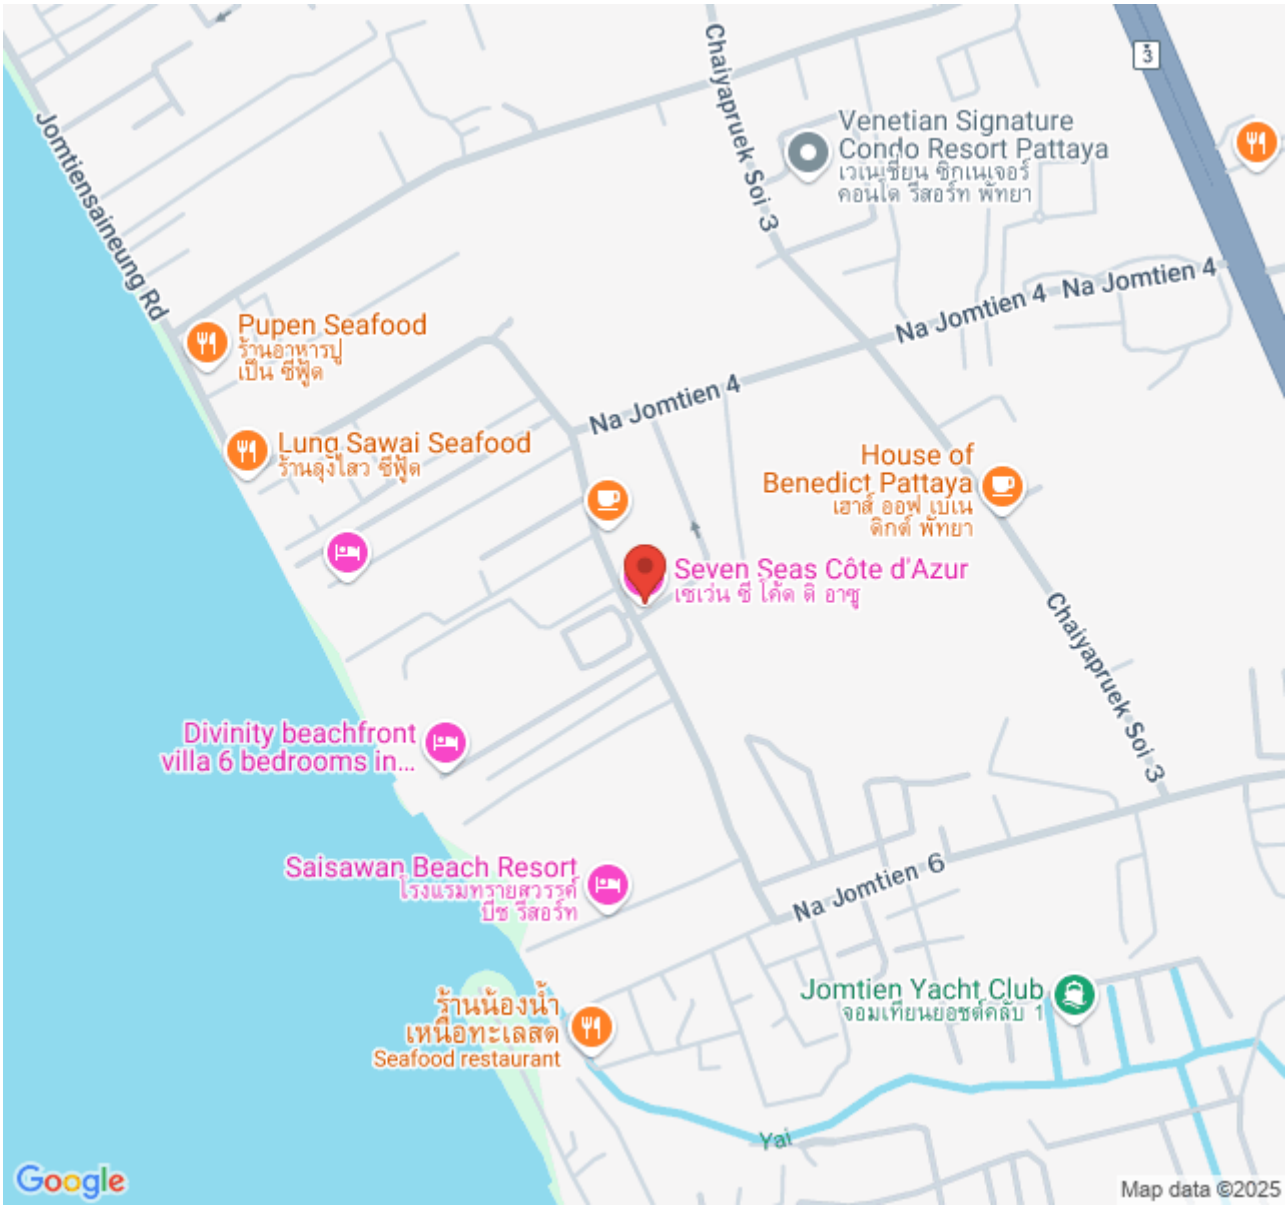 3
Chaiyapruek Soi 3
Jomtiensaineung Rd
Venetian Signature
Condo Resort Pattaya
เวเนเชี่ยน ซิกเนเจอร์
คอนโด รีสอร์ท พัทยา
Na Jomtien 4
Na Jomtien 4
Pupen Seafood
ร้านอาหารปู
เป็น ซีฟู้ด
Na Jomtien 4
Lung Sawai Seafood
ร้านลุงไสว ซีฟู้ด
House of
Benedict Pattaya
เฮาส์ ออฟ เบเน
ดิกต์ พัทยา
Seven Seas Côte d'Azur
เซเว่น ซี โค้ด ดิ อาซู
Chaiyapruek Soi 3
Divinity beachfront
villa 6 bedrooms in...
Saisawan Beach Resort
โรงแรมทรายสวรรค์
บีช รีสอร์ท
Na Jomtien 6
Jomtien Yacht Club
จอมเทียนยอชต์คลับ 1
ร้านน้องน้ำ
เหนือทะเลสด
Seafood restaurant
Yai
Google
Map data ©2025